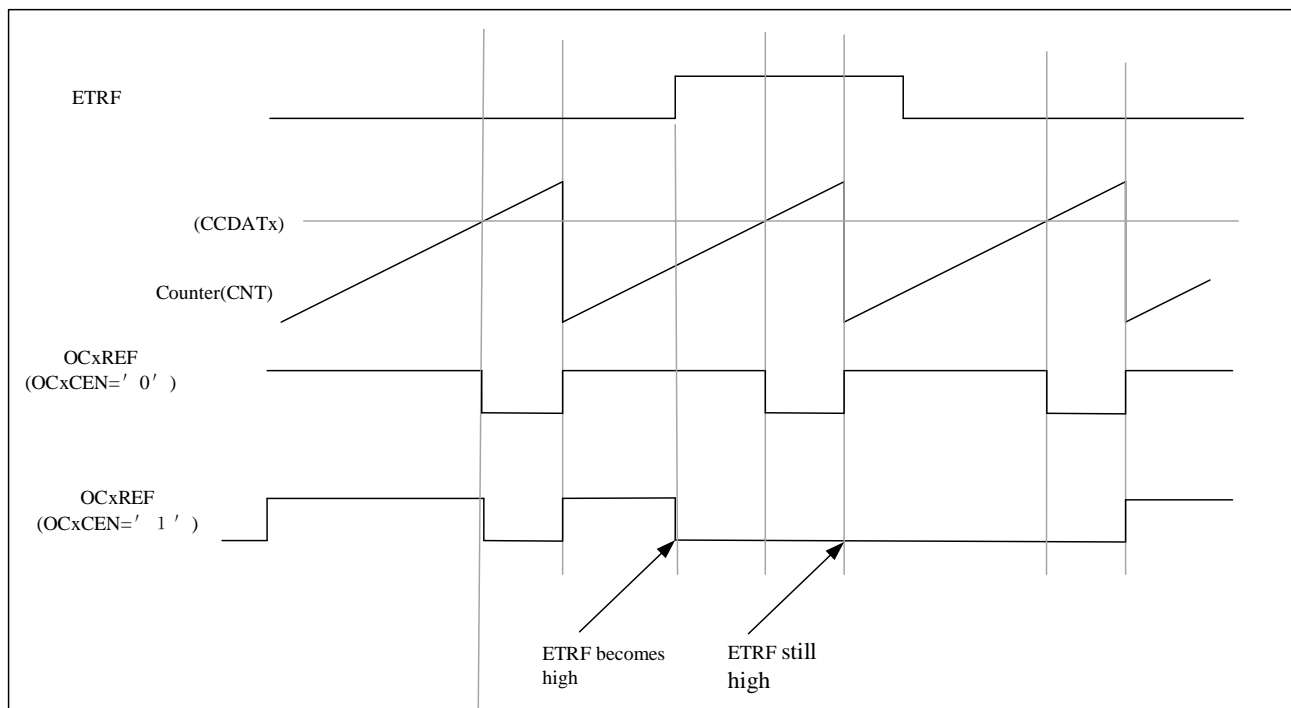 ETRF
(CCDATx)
Counter(CNT)
OCxREF
(OCxCEN=′ 0′ )
OCxREF
(OCxCEN=′ 1 ′ )
ETRF becomes
high
ETRF still
high